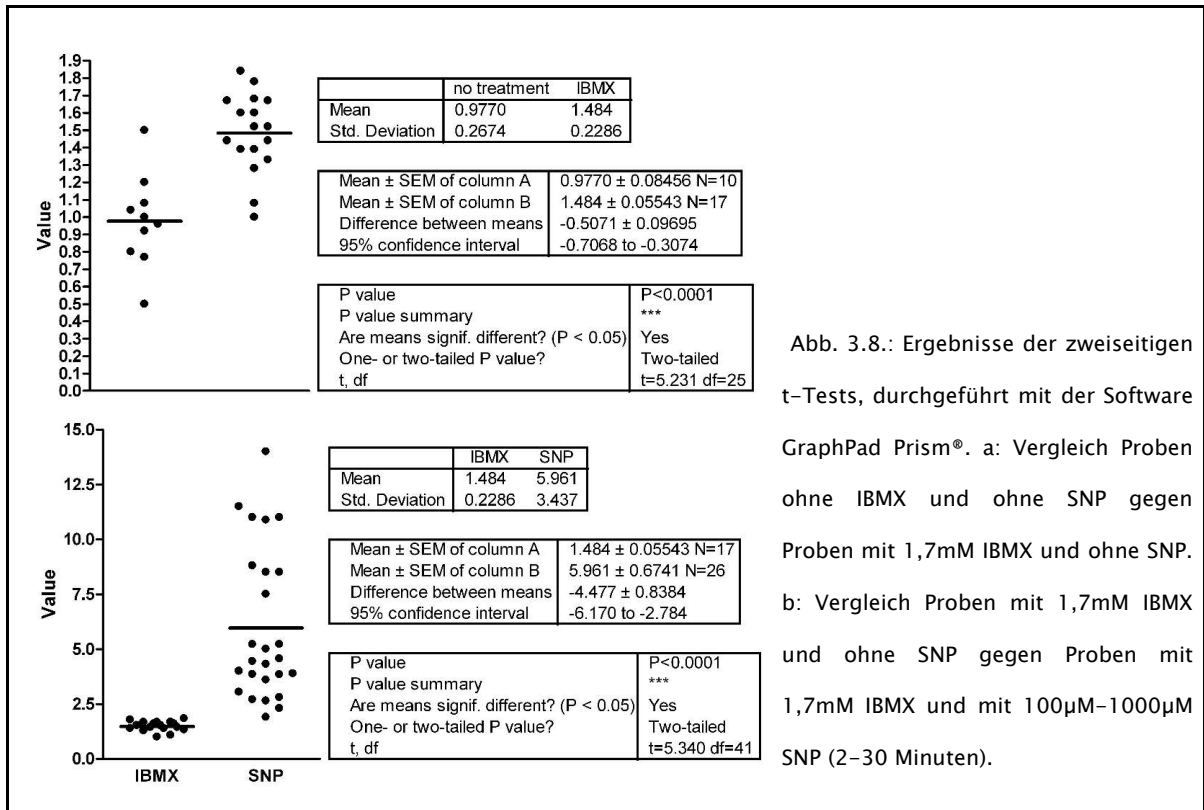 1.9
1.8
1.7
1.6
1.5
1.4
1.3
1.2
1.1
1.0
0.9
0.8
0.7
0.6
0.5
0.4
0.3
0.2
0.1
0.0
Value
no treatment IBMX
Mean 0.9770 1.484
Std. Deviation 0.2674 0.2286
Mean ± SEM of column A 0.9770 ± 0.08456 N=10
Mean ± SEM of column B 1.484 ± 0.05543 N=17
Difference between means -0.5071 ± 0.09695
95% confidence interval -0.7068 to -0.3074
P value P<0.0001
P value summary ***
Are means signif. different? (P < 0.05) Yes
One- or two-tailed P value? Two-tailed
t, df t=5.231 df=25
15.0
12.5
10.0
7.5
5.0
2.5
0.0
Value
IBMX SNP
IBMX SNP
Mean 1.484 5.961
Std. Deviation 0.2286 3.437
Mean ± SEM of column A 1.484 ± 0.05543 N=17
Mean ± SEM of column B 5.961 ± 0.6741 N=26
Difference between means -4.477 ± 0.8384
95% confidence interval -6.170 to -2.784
P value P<0.0001
P value summary ***
Are means signif. different? (P < 0.05) Yes
One- or two-tailed P value? Two-tailed
t, df t=5.340 df=41
Abb. 3.8.: Ergebnisse der zweiseitigen
t-Tests, durchgeführt mit der Software
GraphPad Prism®. a: Vergleich Proben
ohne IBMX und ohne SNP gegen
Proben mit 1,7mM IBMX und ohne SNP.
b: Vergleich Proben mit 1,7mM IBMX
und ohne SNP gegen Proben mit
1,7mM IBMX und mit 100µM-1000µM
SNP (2-30 Minuten).